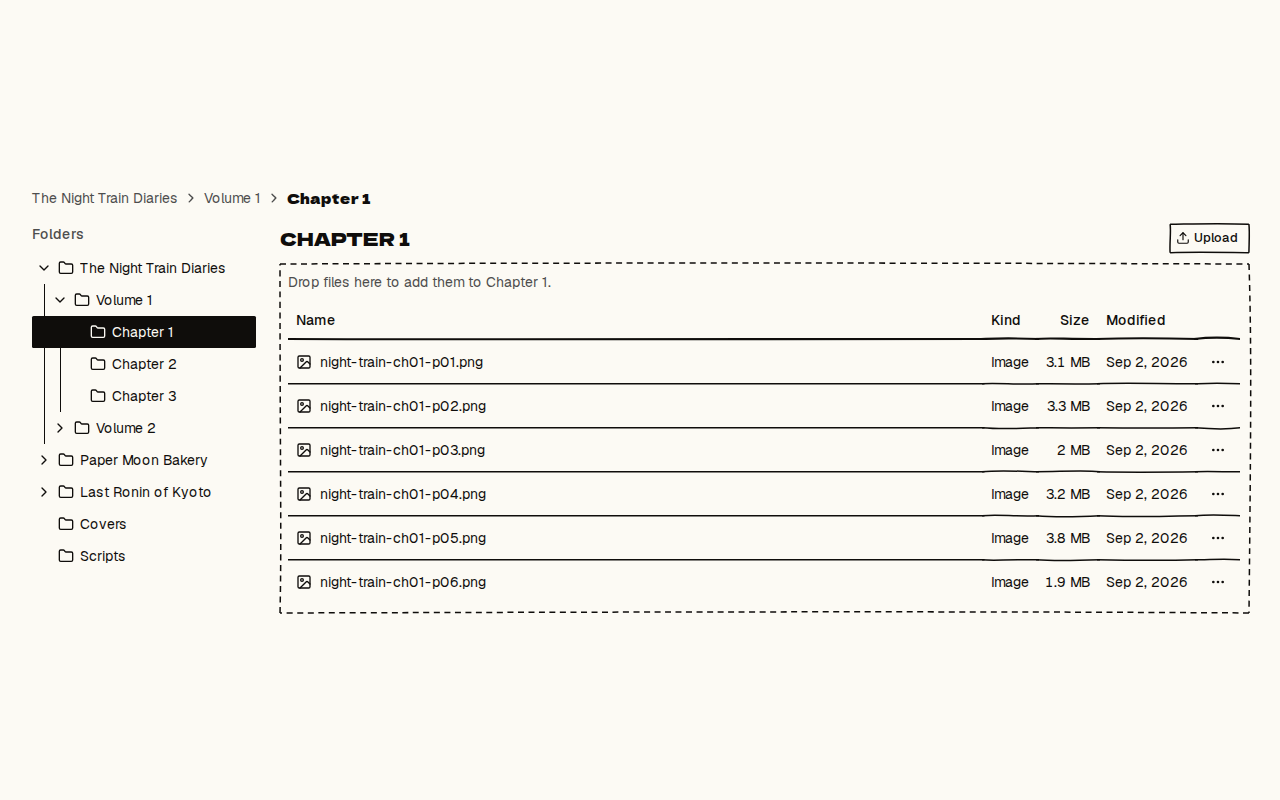 The Night Train Diaries > Volume 1 > Chapter 1
Folders
The Night Train Diaries
Volume 1
Chapter 1
Chapter 2
Chapter 3
Volume 2
Paper Moon Bakery
Last Ronin of Kyoto
Covers
Scripts
CHAPTER 1
Upload
Drop files here to add them to Chapter 1.
Name Kind Size Modified
night-train-ch01-p01.png Image 3.1 MB Sep 2, 2026
night-train-ch01-p02.png Image 3.3 MB Sep 2, 2026
night-train-ch01-p03.png Image 2 MB Sep 2, 2026
night-train-ch01-p04.png Image 3.2 MB Sep 2, 2026
night-train-ch01-p05.png Image 3.8 MB Sep 2, 2026
night-train-ch01-p06.png Image 1.9 MB Sep 2, 2026